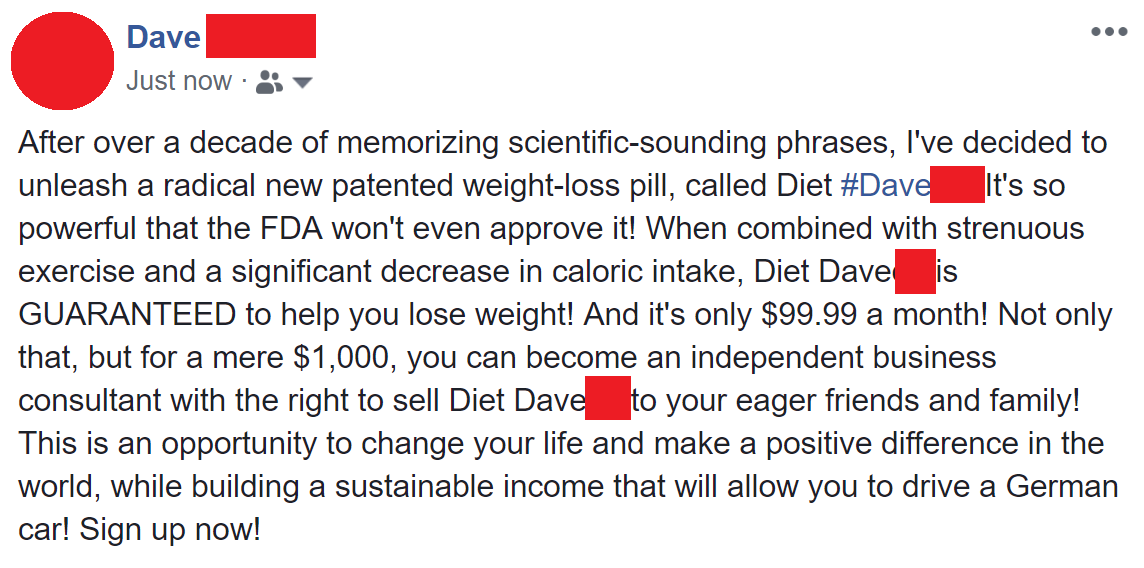 Dave
Just now ·
After over a decade of memorizing scientific-sounding phrases, I've decided to
unleash a radical new patented weight-loss pill, called Diet #Dave It's so
powerful that the FDA won't even approve it! When combined with strenuous
exercise and a significant decrease in caloric intake, Diet Dave is
GUARANTEED to help you lose weight! And it's only $99.99 a month! Not only
that, but for a mere $1,000, you can become an independent business
consultant with the right to sell Diet Dave to your eager friends and family!
This is an opportunity to change your life and make a positive difference in the
world, while building a sustainable income that will allow you to drive a German
car! Sign up now!